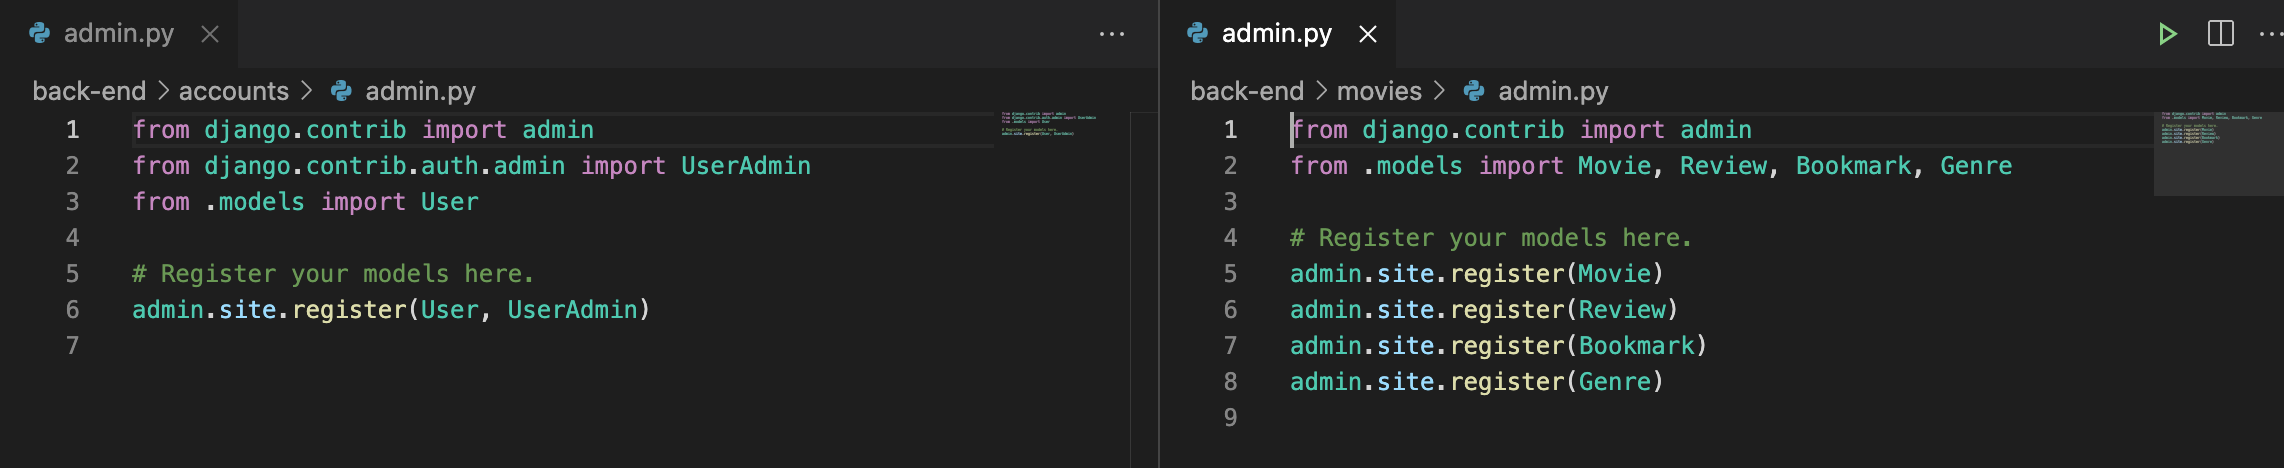 admin.py
back-end > accounts > admin.py
1 from django.contrib import admin
2 from django.contrib.auth.admin import UserAdmin
3 from .models import User
4
5 # Register your models here.
6 admin.site.register(User, UserAdmin)
7
admin.py
back-end > movies > admin.py
1 from django.contrib import admin
2 from .models import Movie, Review, Bookmark, Genre
3
4 # Register your models here.
5 admin.site.register(Movie)
6 admin.site.register(Review)
7 admin.site.register(Bookmark)
8 admin.site.register(Genre)
9